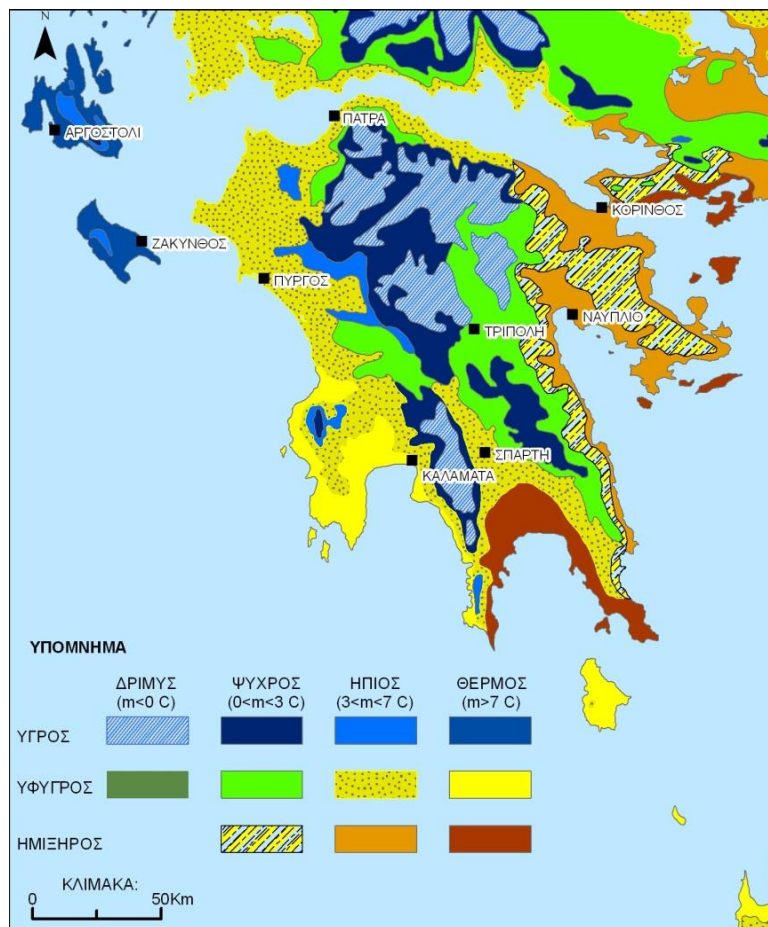 N
ΠΑΤΡΑ
ΑΡΓΟΣΤΟΛΙ
ΚΟΡΙΝΘΟΣ
ΖΑΚΥΝΘΟΣ
ΠΥΡΓΟΣ
ΝΑΥΠΛΙΟ
ΤΡΙΠΟΛΗ
ΣΠΑΡΤΗ
ΚΑΛΑΜΑΤΑ
ΥΠΟΜΝΗΜΑ
ΔΡΙΜΥΣ ΨΥΧΡΟΣ ΗΠΙΟΣ ΘΕΡΜΟΣ
(m<0 C) (0<m<3 C) (3<m<7 C) (m>7 C)
ΥΓΡΟΣ
ΥΦΥΓΡΟΣ
ΗΜΙΞΗΡΟΣ
ΚΛΙΜΑΚΑ:
0 50Km